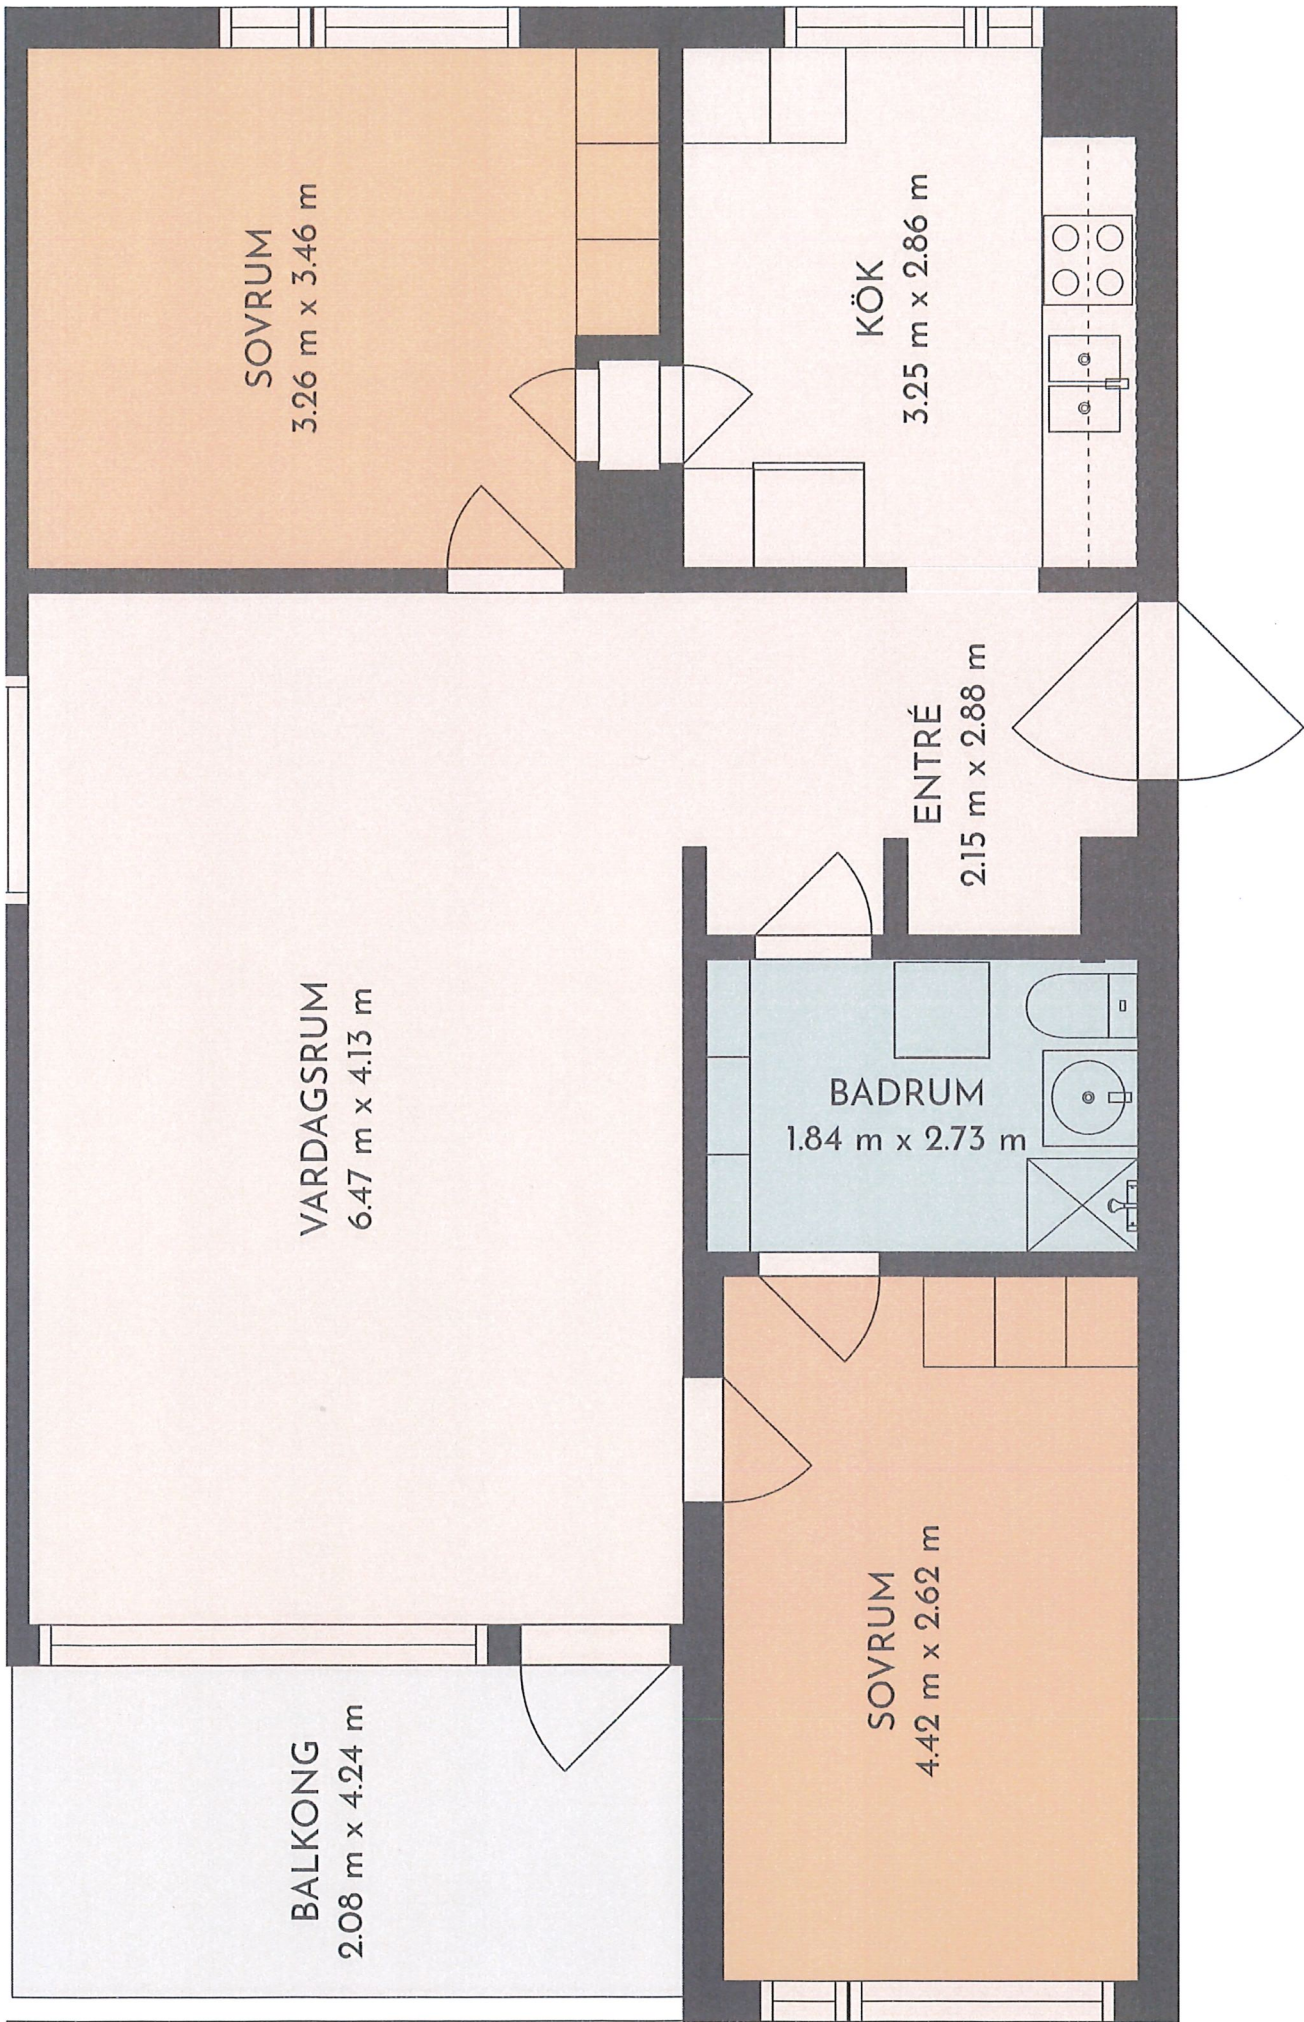 SOVRUM
3.26 m x 3.46 m
KÖK
3.25 m x 2.86 m
ENTRÉ
2.15 m x 2.88 m
VARDAGSRUM
6.47 m x 4.13 m
BADRUM
1.84 m x 2.73 m
SOVRUM
4.42 m x 2.62 m
BALKONG
2.08 m x 4.24 m